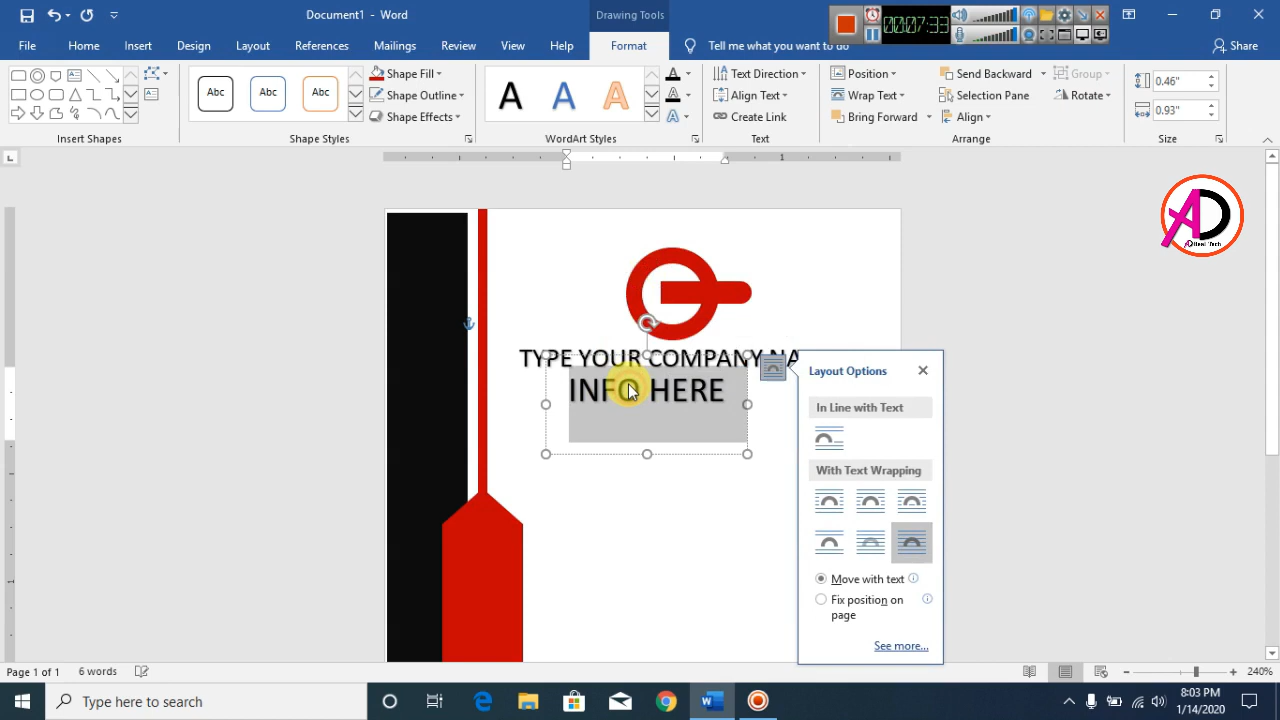 Document1 - Word
Drawing Tools
00:07:33
File
Home
Insert
Design
Layout
References
Mailings
Review
View
Help
Format
Tell me what you want to do
Share
Abc
Abc
Abc
Shape Fill
Shape Outline
Shape Effects
A
A
A
Text Direction
Align Text
Create Link
Position
Wrap Text
Bring Forward
Send Backward
Selection Pane
Align
Group
Rotate
0.46"
0.93"
Insert Shapes
Shape Styles
WordArt Styles
Text
Arrange
Size
1
AD
TYPE YOUR COMPANY NA
INFO HERE
Layout Options
In Line with Text
With Text Wrapping
Move with text
Fix position on
page
See more...
Page 1 of 1
6 words
240%
Type here to search
8:03 PM
1/14/2020